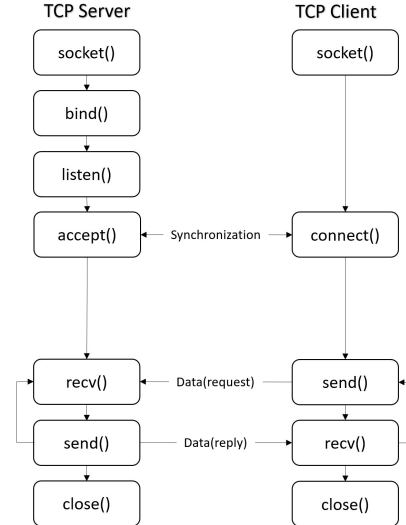 TCP Server
TCP Client
socket()
socket()
bind()
listen()
accept()
Synchronization
connect()
recv()
Data(request)
send()
send()
Data(reply)
recv()
close()
close()